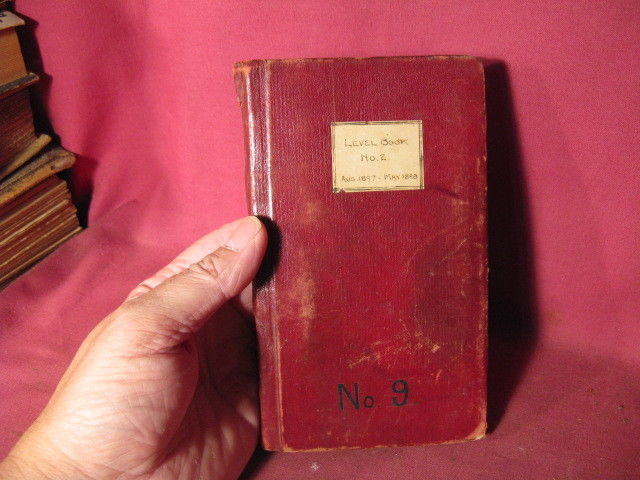 LEVEL BOOK
No. 2.
AUG. 1897 - MAY 1898
No. 9